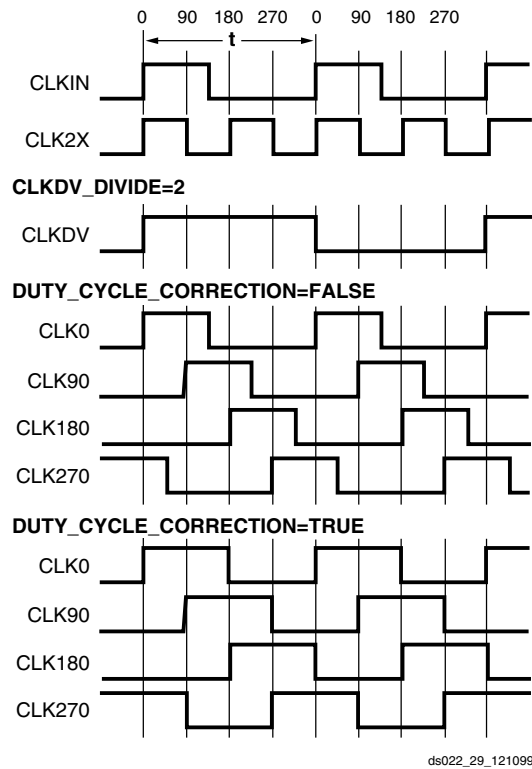 0 90 180 270 0 90 180 270
t
CLKIN
CLK2X
CLKDV_DIVIDE=2
CLKDV
DUTY_CYCLE_CORRECTION=FALSE
CLK0
CLK90
CLK180
CLK270
DUTY_CYCLE_CORRECTION=TRUE
CLK0
CLK90
CLK180
CLK270
ds022_29_121099